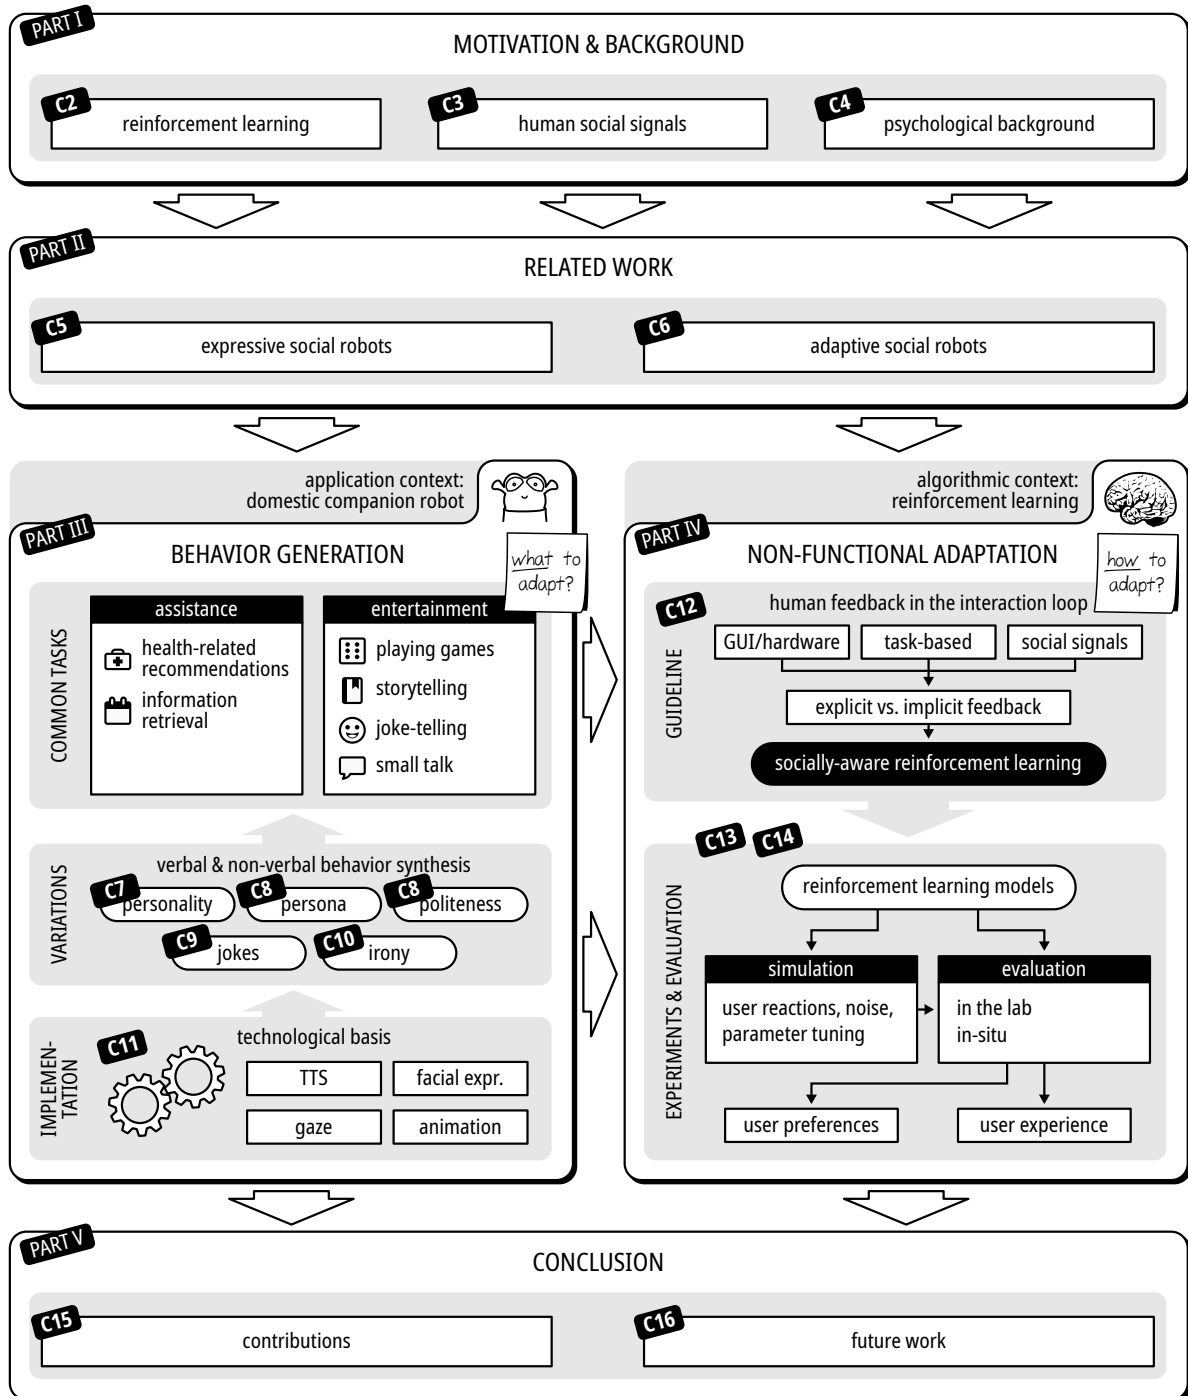 PART I
MOTIVATION & BACKGROUND
C2
reinforcement learning
C3
human social signals
C4
psychological background
PART II
RELATED WORK
C5
expressive social robots
C6
adaptive social robots
application context:
domestic companion robot
PART III
BEHAVIOR GENERATION
what to
adapt?
COMMON TASKS
assistance
health-related
recommendations
information
retrieval
entertainment
playing games
storytelling
joke-telling
small talk
VARIATIONS
verbal & non-verbal behavior synthesis
C7
personality
C8
persona
C8
politeness
C9
jokes
C10
irony
IMPLEMEN-
TATION
C11
technological basis
TTS
facial expr.
gaze
animation
algorithmic context:
reinforcement learning
PART IV
NON-FUNCTIONAL ADAPTATION
how to
adapt?
GUIDELINE
C12
human feedback in the interaction loop
GUI/hardware
task-based
social signals
explicit vs. implicit feedback
socially-aware reinforcement learning
C13
C14
EXPERIMENTS & EVALUATION
reinforcement learning models
simulation
user reactions, noise,
parameter tuning
evaluation
in the lab
in-situ
user preferences
user experience
PART V
CONCLUSION
C15
contributions
C16
future work